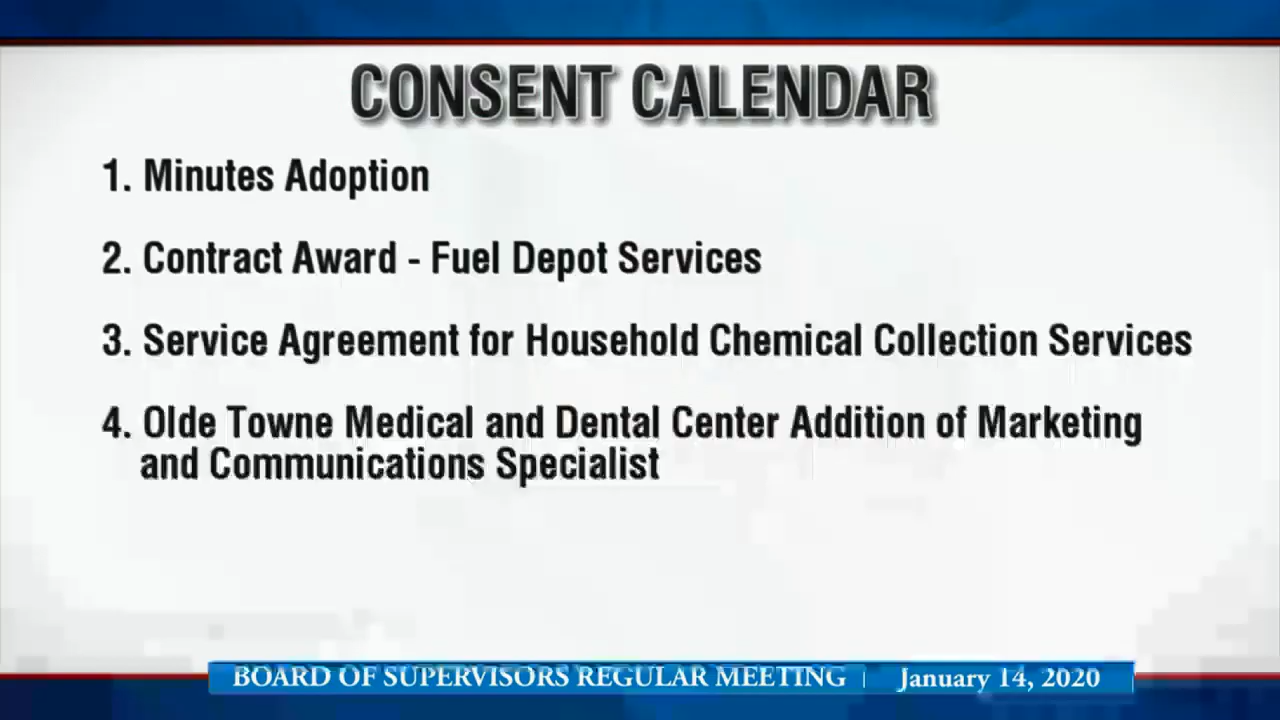 CONSENT CALENDAR
1. Minutes Adoption
2. Contract Award - Fuel Depot Services
3. Service Agreement for Household Chemical Collection Services
4. Olde Towne Medical and Dental Center Addition of Marketing
and Communications Specialist
BOARD OF SUPERVISORS REGULAR MEETING | January 14, 2020